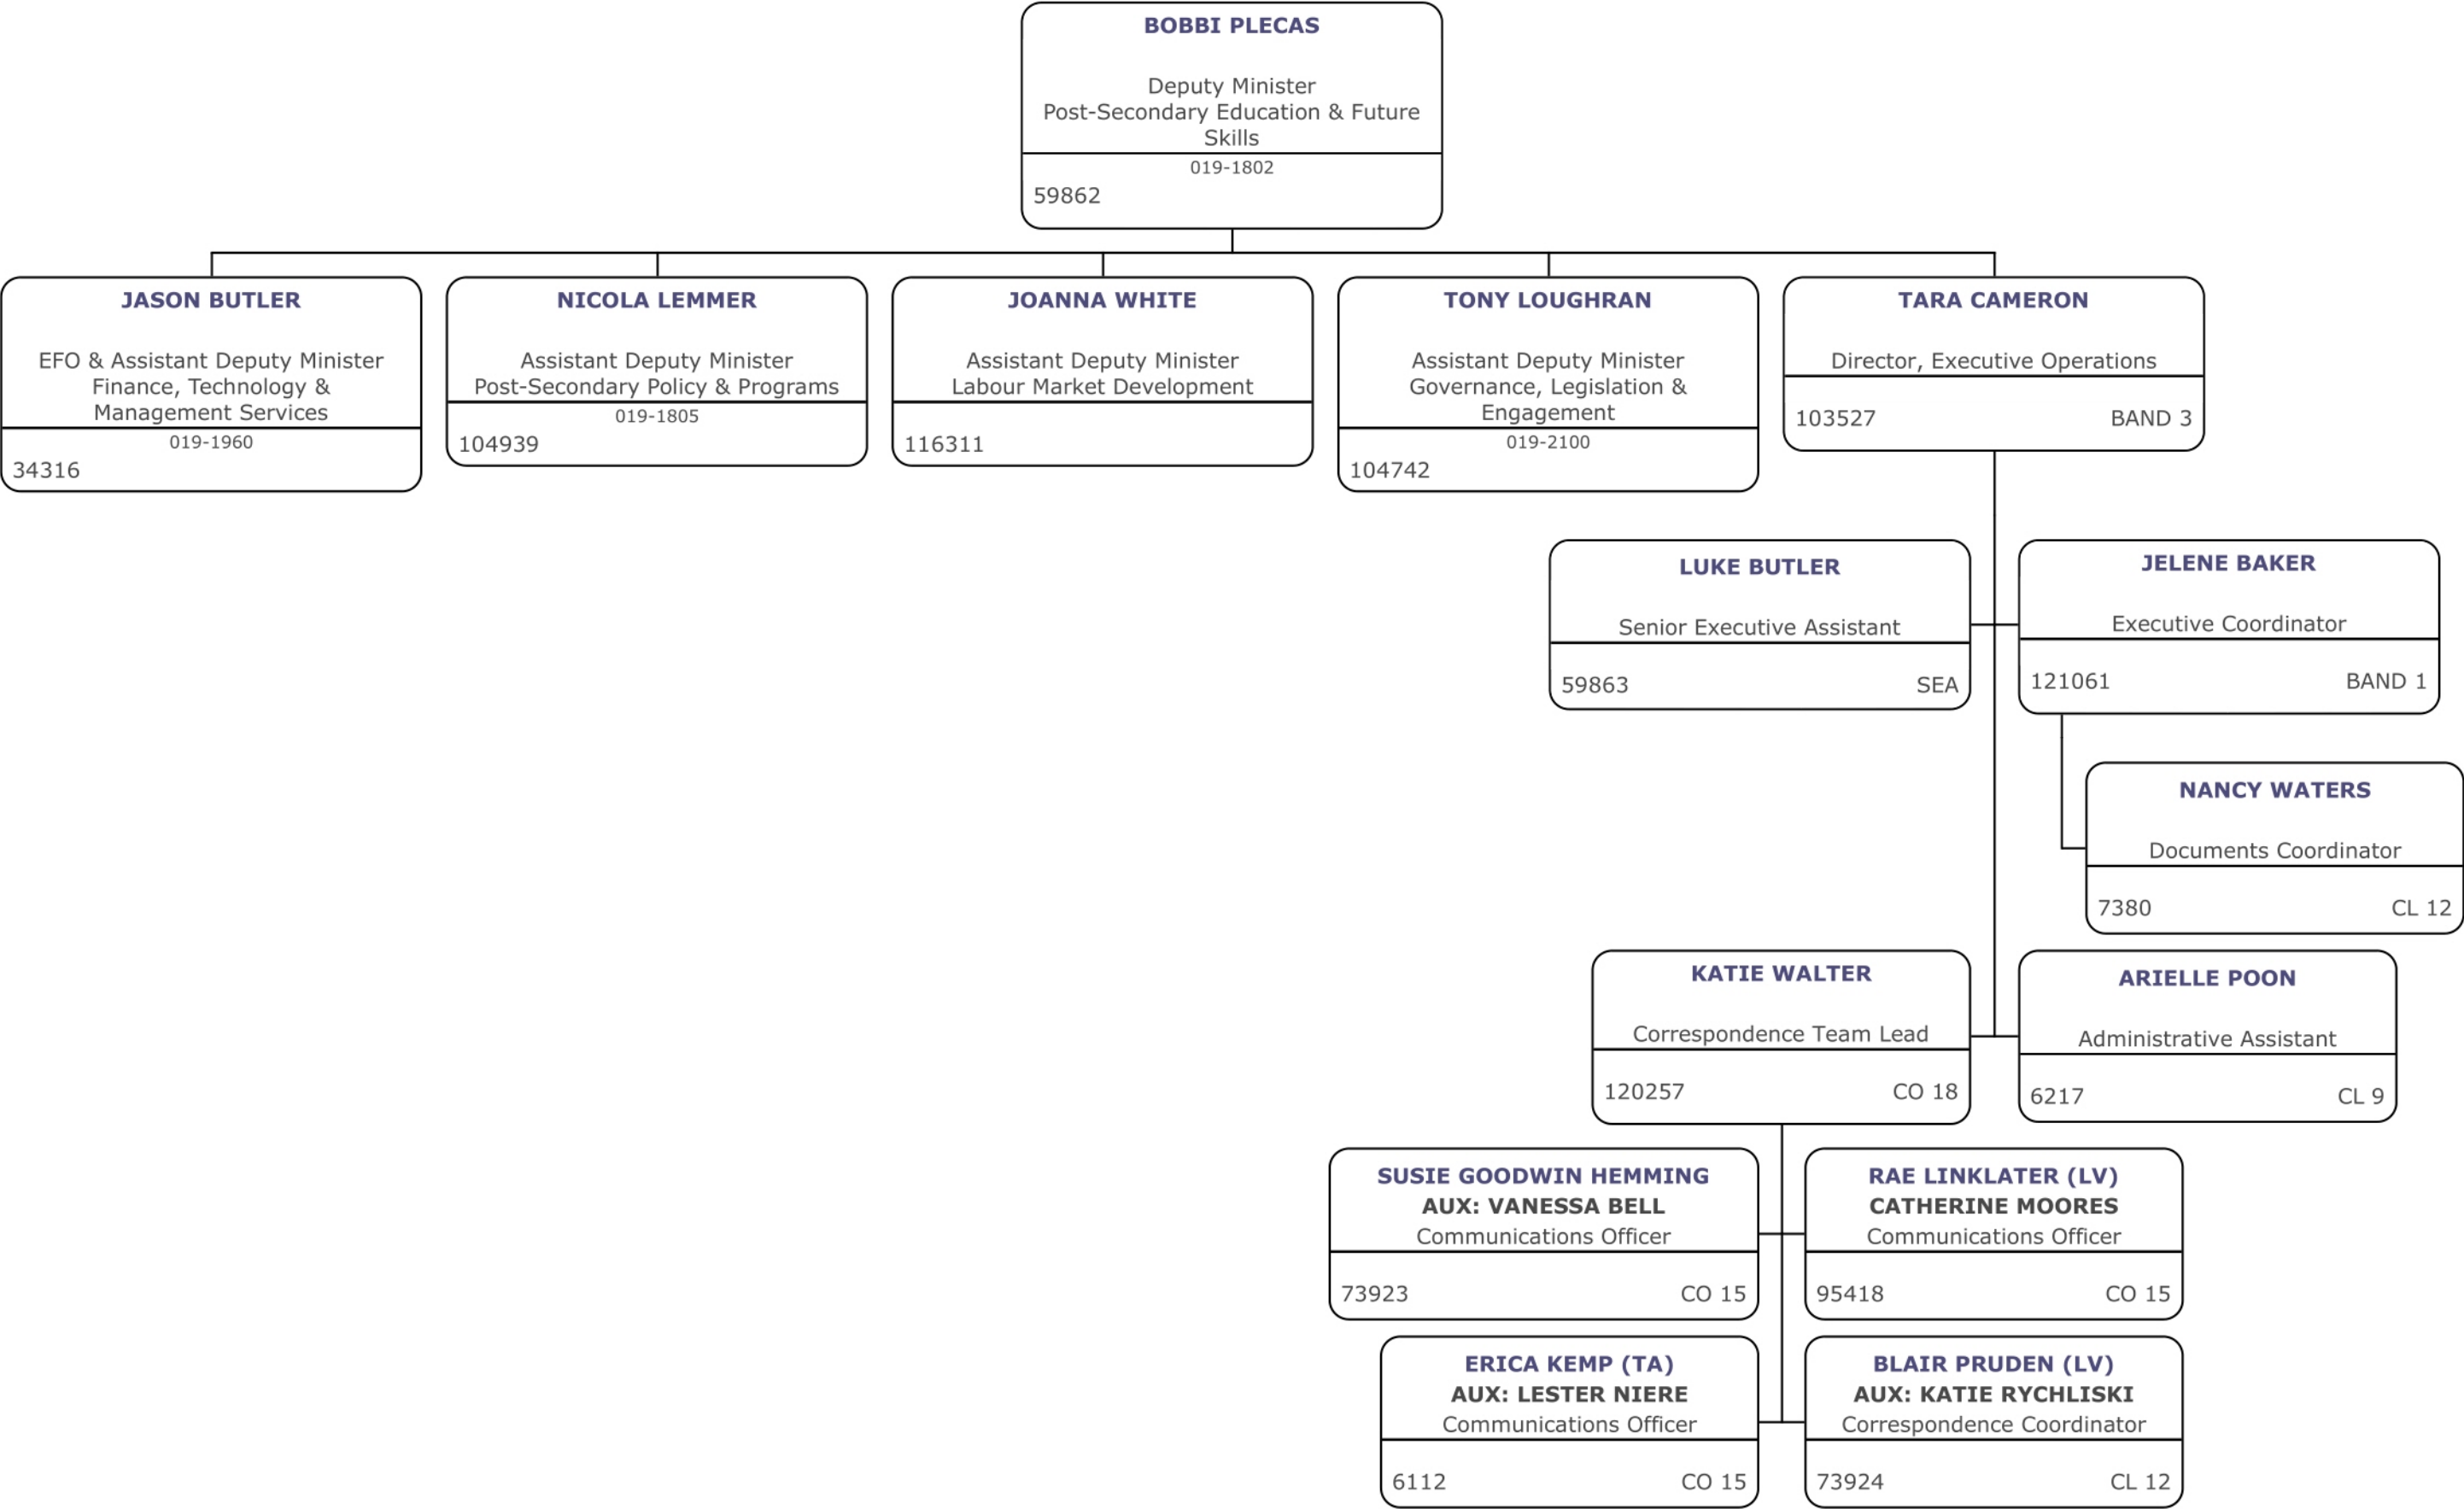 BOBBI PLECAS
Deputy Minister
Post-Secondary Education & Future
Skills
019-1802
59862
JASON BUTLER
EFO & Assistant Deputy Minister
Finance, Technology &
Management Services
019-1960
34316
NICOLA LEMMER
Assistant Deputy Minister
Post-Secondary Policy & Programs
019-1805
104939
JOANNA WHITE
Assistant Deputy Minister
Labour Market Development
116311
TONY LOUGHRAN
Assistant Deputy Minister
Governance, Legislation &
Engagement
019-2100
104742
TARA CAMERON
Director, Executive Operations
103527 BAND 3
LUKE BUTLER
Senior Executive Assistant
59863 SEA
JELENE BAKER
Executive Coordinator
121061 BAND 1
NANCY WATERS
Documents Coordinator
7380 CL 12
KATIE WALTER
Correspondence Team Lead
120257 CO 18
ARIELLE POON
Administrative Assistant
6217 CL 9
SUSIE GOODWIN HEMMING
AUX: VANESSA BELL
Communications Officer
73923 CO 15
RAE LINKLATER (LV)
CATHERINE MOORES
Communications Officer
95418 CO 15
ERICA KEMP (TA)
AUX: LESTER NIERE
Communications Officer
6112 CO 15
BLAIR PRUDEN (LV)
AUX: KATIE RYCHLISKI
Correspondence Coordinator
73924 CL 12